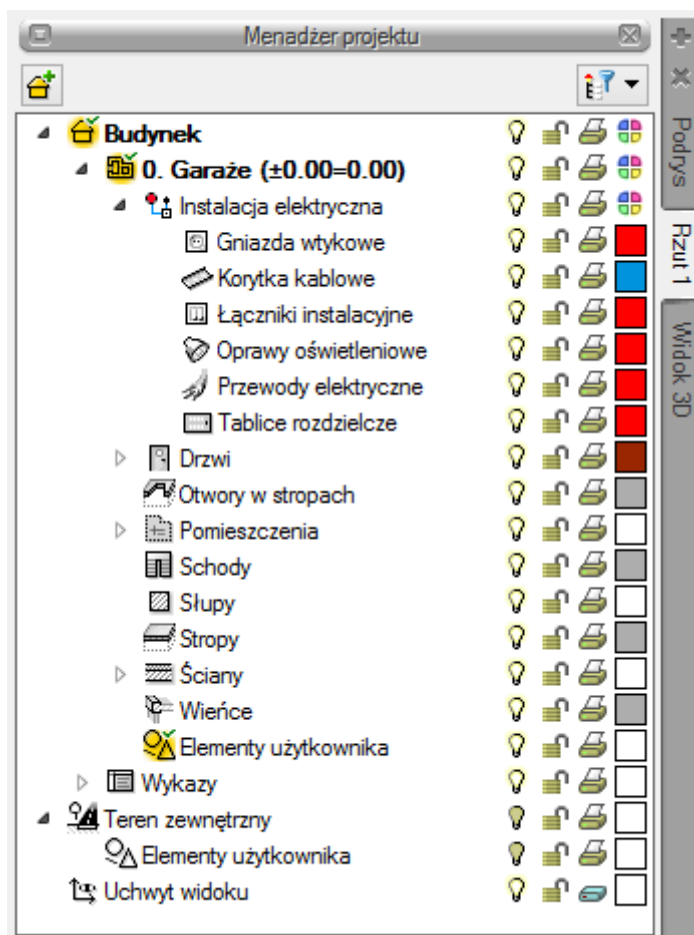 Menadżer projektu
Budynek
0. Garaże (±0.00=0.00)
Instalacja elektryczna
Gniazda wtykowe
Korytka kablowe
Łączniki instalacyjne
Oprawy oświetleniowe
Przewody elektryczne
Tablice rozdzielcze
Drzwi
Otwory w stropach
Pomieszczenia
Schody
Słupy
Stropy
Ściany
Wieńce
Elementy użytkownika
Wykazy
Teren zewnętrzny
Elementy użytkownika
Uchwyt widoku
Podrys
Rzut 1
Widok 3D